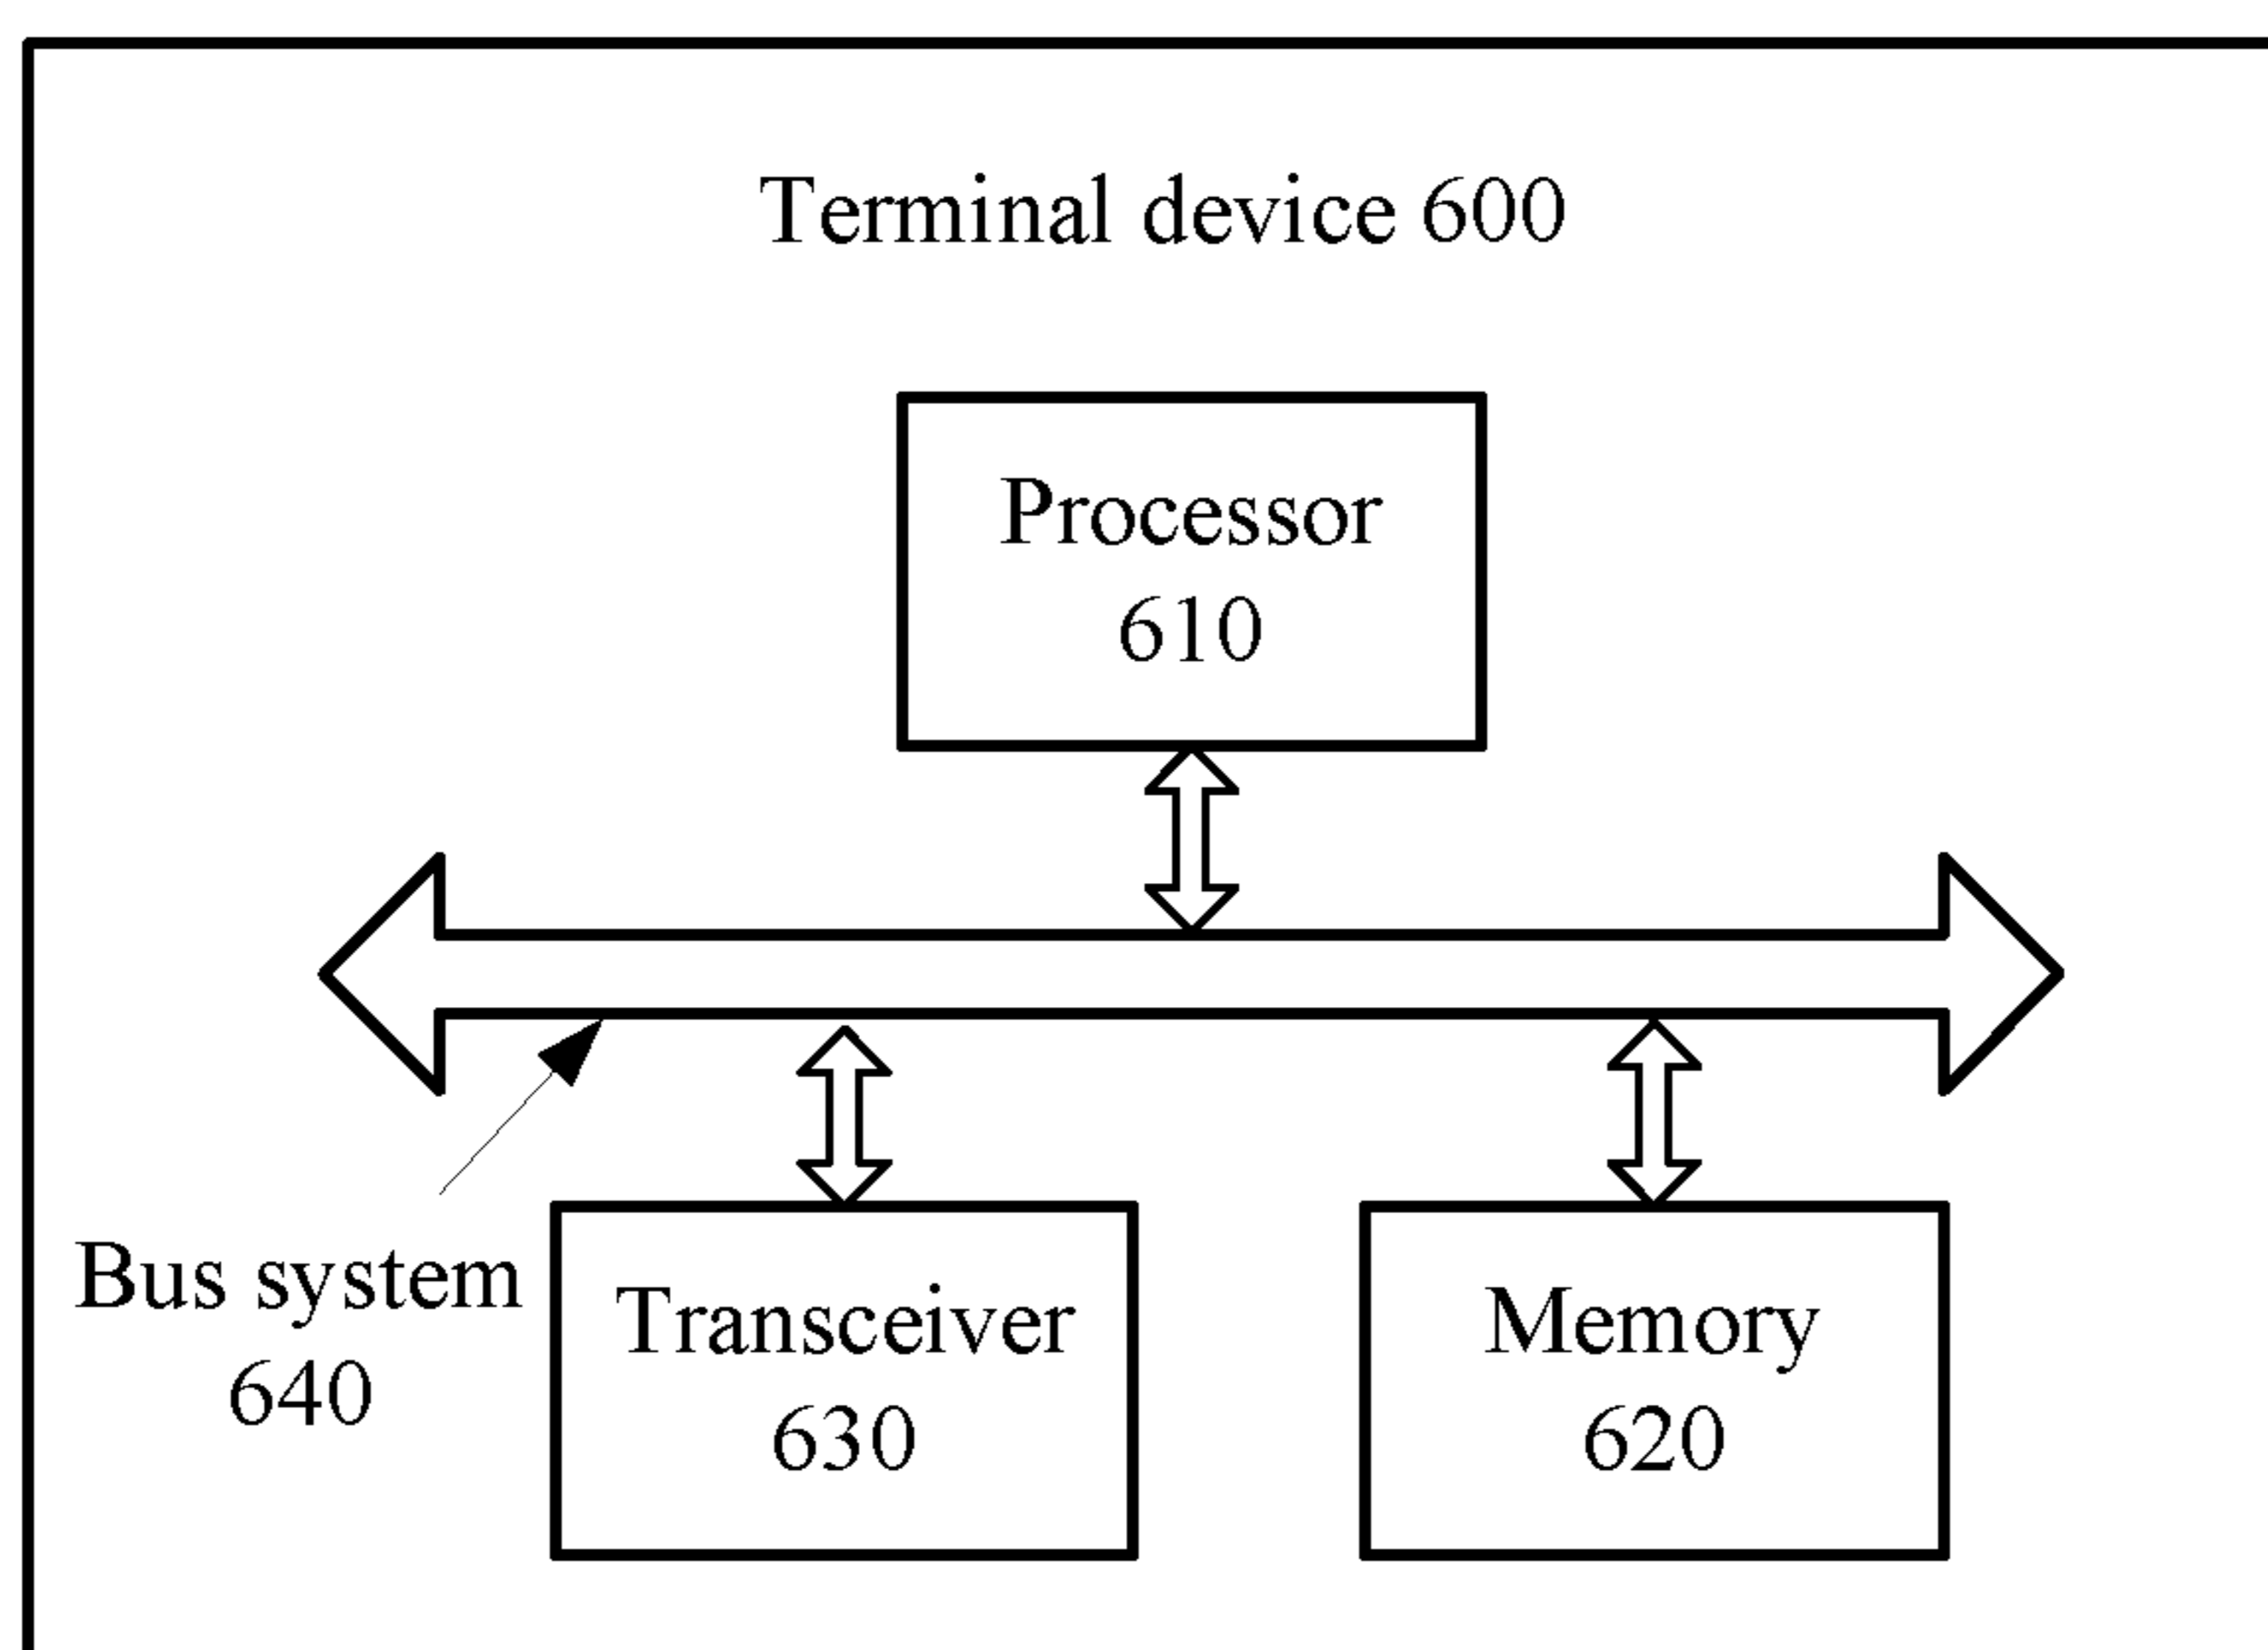 Terminal device 600
Processor
610
Bus system
640
Transceiver
630
Memory
620